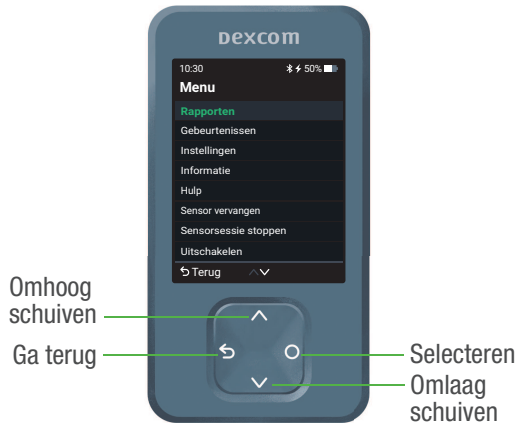 Dexcom
10:30 50%
Menu
Rapporten
Gebeurtenissen
Instellingen
Informatie
Hulp
Sensor vervangen
Sensorsessie stoppen
Uitschakelen
Terug
Omhoog
schuiven
Ga terug
Selecteren
Omlaag
schuiven